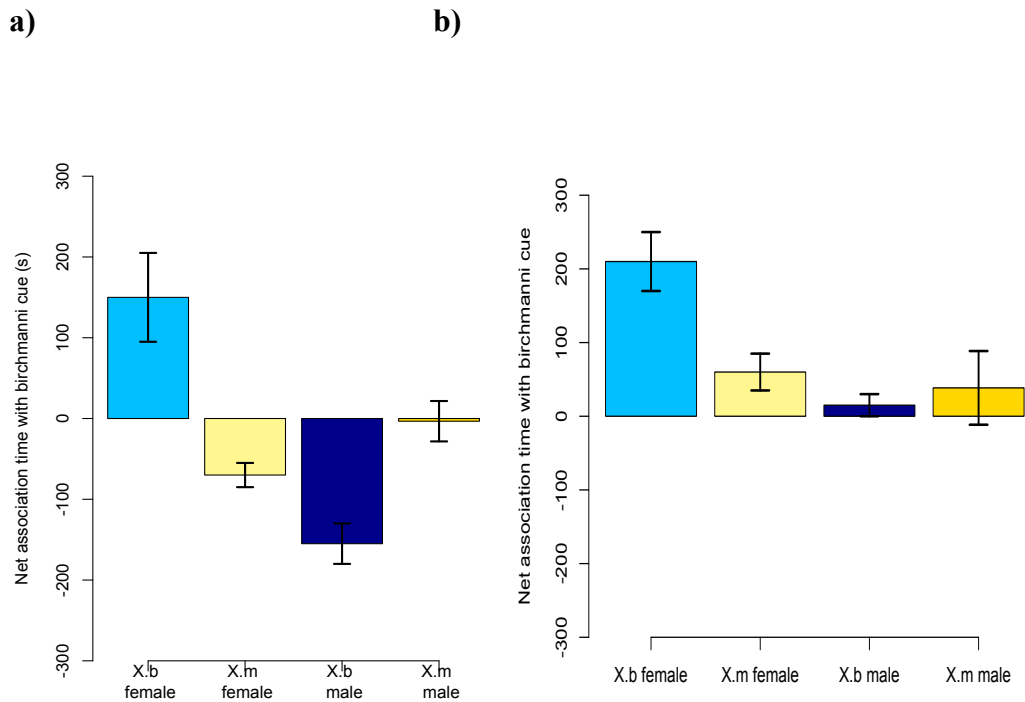 a)
b)
Net association time with birchmanni cue (s)
300
200
100
0
-100
-200
-300
X.b female
X.m female
X.b male
X.m male
Net association time with birchmanni cue
300
200
100
0
-100
-200
-300
X.b female
X.m female
X.b male
X.m male